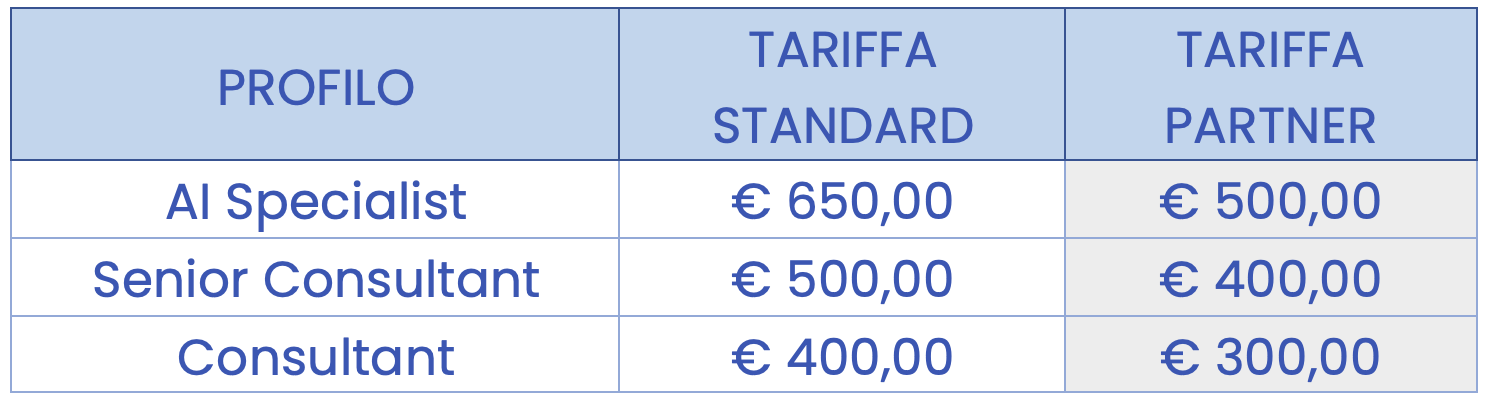 PROFILO
TARIFFA
STANDARD
TARIFFA
PARTNER
AI Specialist € 650,00 € 500,00
Senior Consultant € 500,00 € 400,00
Consultant € 400,00 € 300,00